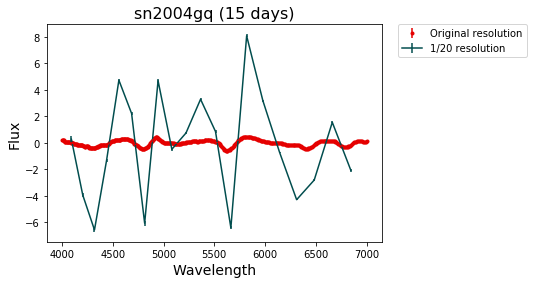 sn2004gq (15 days)
Original resolution
1/20 resolution
Flux
8
6
4
2
0
−2
−4
−6
4000 4500 5000 5500 6000 6500 7000
Wavelength